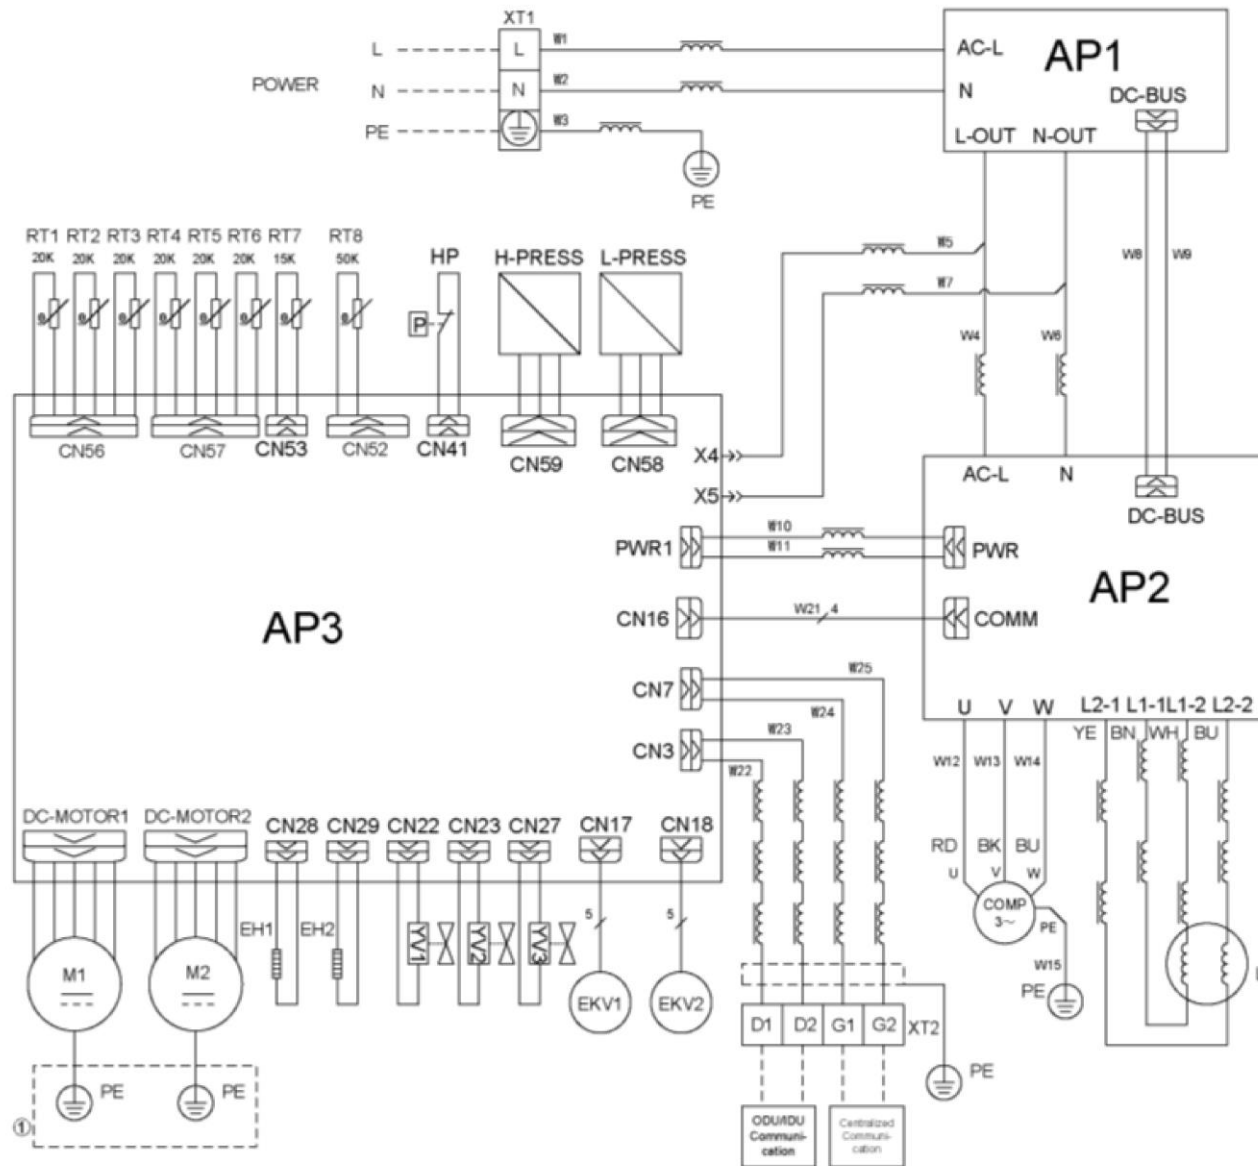 XT1
L
L
W1
AC-L
AP1
POWER
N
N
W2
N
DC-BUS
PE
W3
L-OUT
N-OUT
PE
RT1
RT2
RT3
RT4
RT5
RT6
RT7
RT8
20K
20K
20K
20K
20K
20K
15K
50K
HP
H-PRESS
L-PRESS
W5
W8
W9
W7
P
W4
W6
CN56
CN57
CN53
CN52
CN41
CN59
CN58
X4
X5
AC-L
N
DC-BUS
PWR1
W10
W11
PWR
AP3
CN16
W21
4
COMM
AP2
CN7
W25
W24
CN3
W23
W22
U
V
W
L2-1
L1-1
L1-2
L2-2
YE
BN
WH
BU
W12
W13
W14
DC-MOTOR1
DC-MOTOR2
CN28
CN29
CN22
CN23
CN27
CN17
CN18
RD
BK
BU
U
V
W
COMP
3~
PE
W15
PE
EH1
EH2
YV1
YV2
YV3
5
5
M1
M2
EKV1
EKV2
D1
D2
G1
G2
XT2
PE
PE
PE
①
ODU/IDU
Communi-
cation
Centralized
Communi-
cation